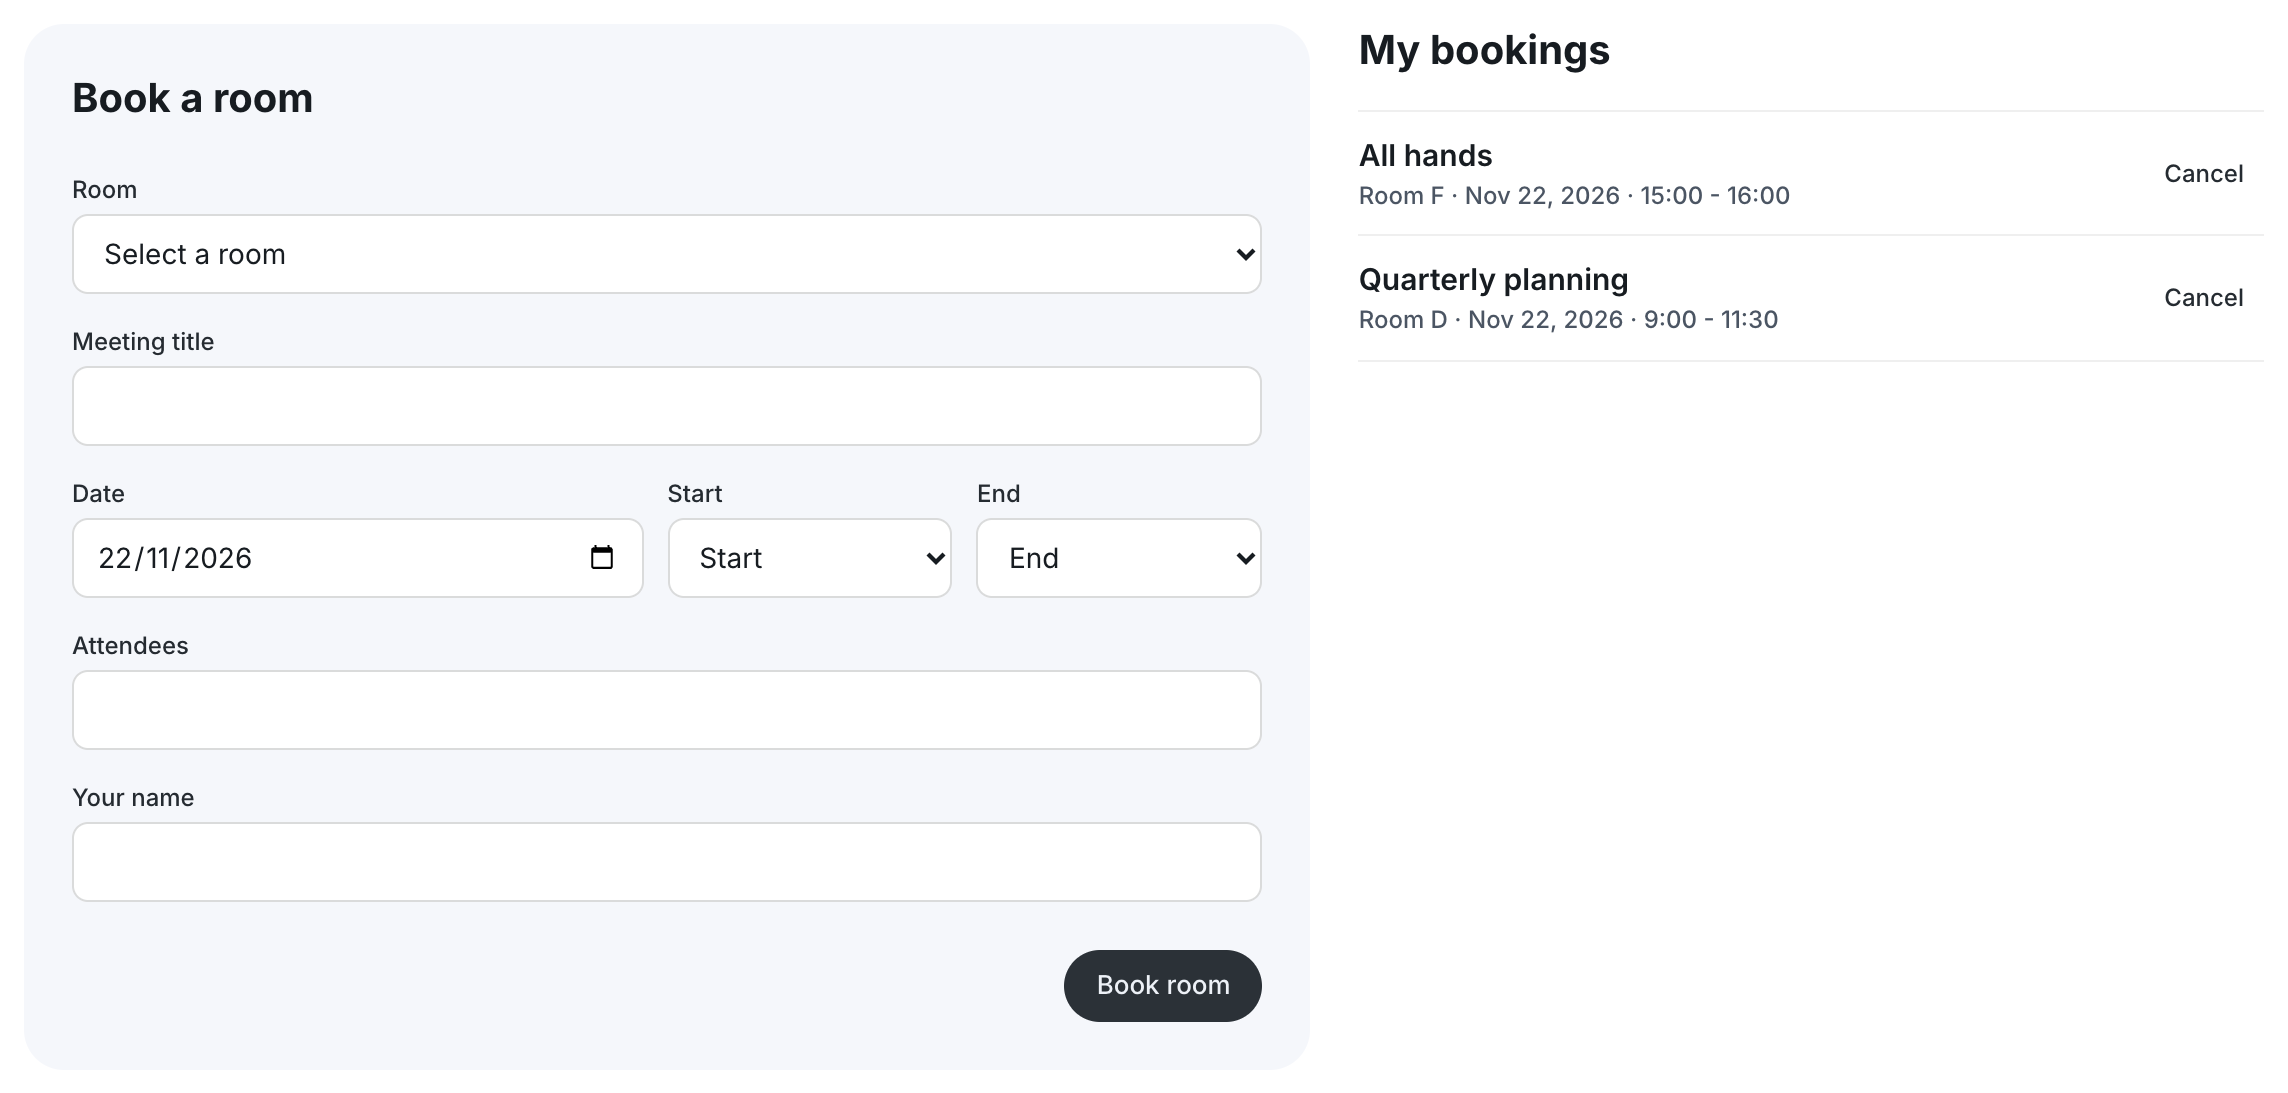 Book a room
Room
Select a room
Meeting title
Date
Start
End
22/11/2026
Start
End
Attendees
Your name
Book room
My bookings
All hands
Room F · Nov 22, 2026 · 15:00 - 16:00
Cancel
Quarterly planning
Room D · Nov 22, 2026 · 9:00 - 11:30
Cancel